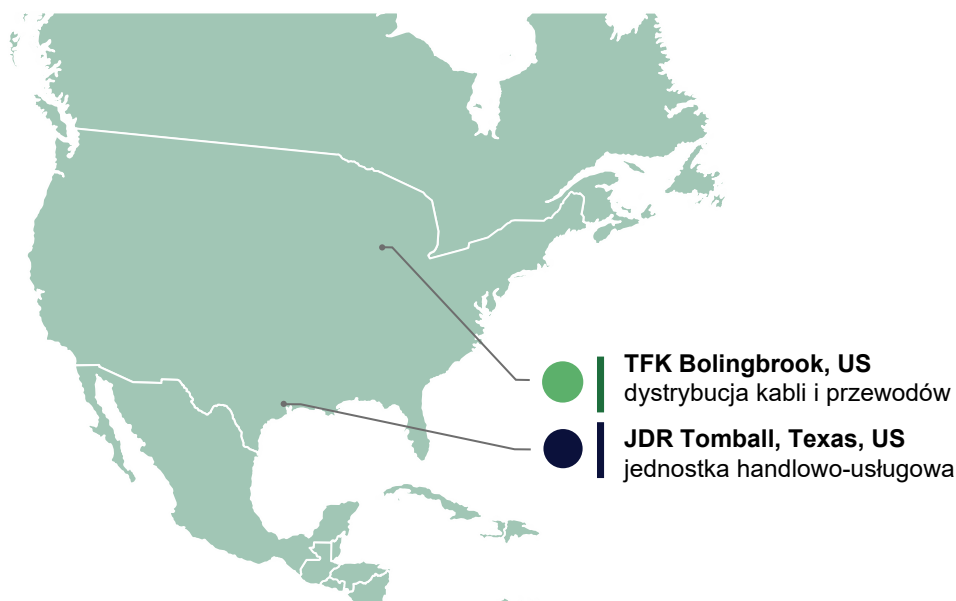 TFK Bolingbrook, US
dystrybucja kabli i przewodów
JDR Tomball, Texas, US
jednostka handlowo-usługowa